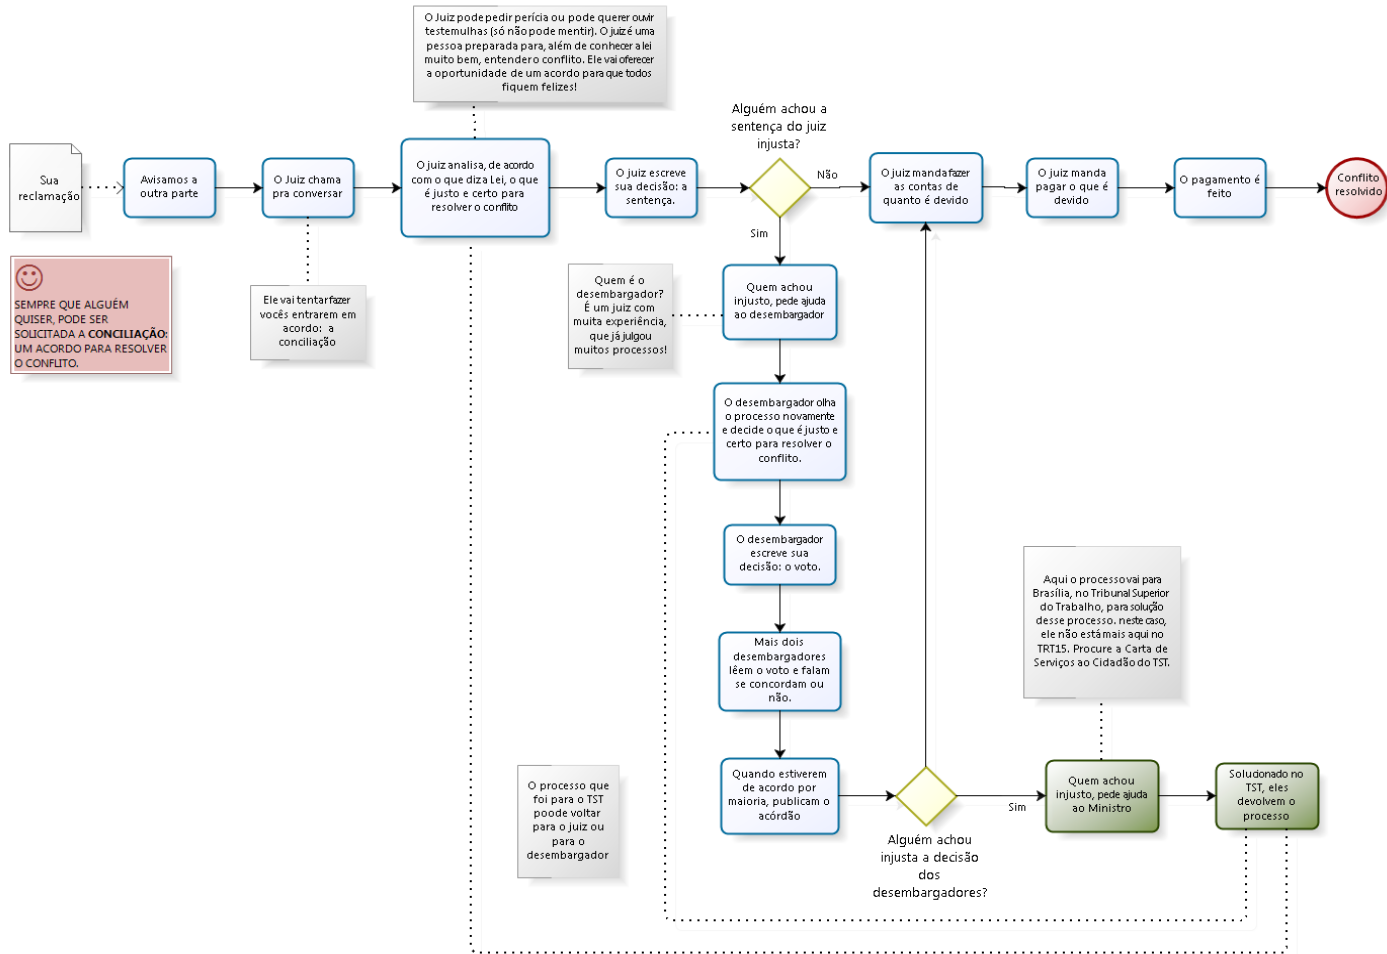 O Juiz pode pedir perícia ou pode querer ouvir
testemulhas (só não pode mentir). O juiz é uma
pessoa preparada para, além de conhecer a lei
muito bem, entender o conflito. Ele vai oferecer
a oportunidade de um acordo para que todos
fiquem felizes!
Alguém achou a
sentença do juiz
injusta?
Sua
reclamação
Avisamos a
outra parte
O Juiz chama
pra conversar
O juiz analisa, de acordo
com o que diz a Lei, o que
é justo e certo para
resolver o conflito
O juiz escreve
sua decisão: a
sentença.
Não
O juiz manda fazer
as contas de
quanto é devido
O juiz manda
pagar o que é
devido
O pagamento é
feito
Conflito
resolvido
Sim
SEMPRE QUE ALGUÉM
QUISER, PODE SER
SOLICITADA A CONCILIAÇÃO:
UM ACORDO PARA RESOLVER
O CONFLITO.
Ele vai tentar fazer
vocês entrarem em
acordo: a
conciliação
Quem é o
desembargador?
É um juiz com
muita experiência,
que já julgou
muitos processos!
Quem achou
injusto, pede ajuda
ao desembargador
O desembargador olha
o processo novamente
e decide o que é justo e
certo para resolver o
conflito.
O desembargador
escreve sua
decisão: o voto.
Mais dois
desembargadores
lêem o voto e falam
se concordam ou
não.
Aqui o processo vai para
Brasília, no Tribunal Superior
do Trabalho, para solução
desse processo. neste caso,
ele não está mais aqui no
TRT15. Procure a Carta de
Serviços ao Cidadão do TST.
O processo que
foi para o TST
poode voltar
para o juiz ou
para o
desembargador
Quando estiverem
de acordo por
maioria, publicam o
acórdão
Sim
Alguém achou
injusta a decisão
dos
desembargadores?
Quem achou
injusto, pede ajuda
ao Ministro
Solucionado no
TST, eles
devolvem o
processo